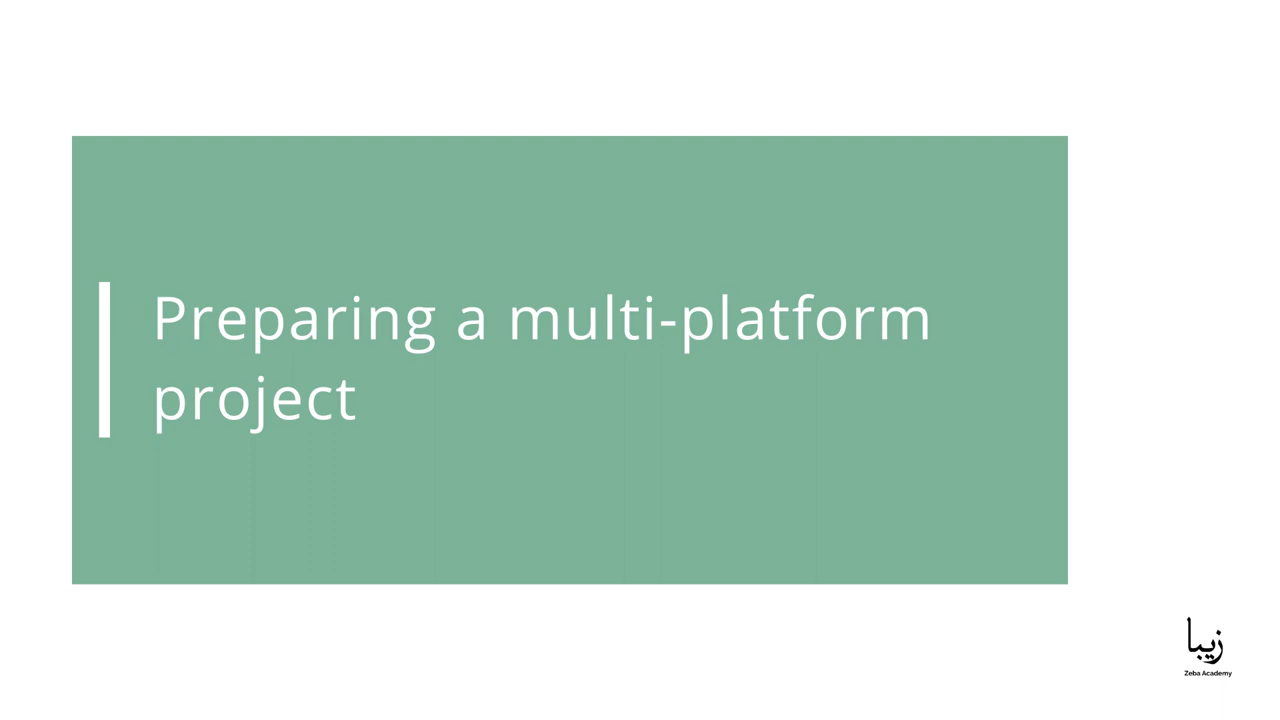 Preparing a multi-platform
project
زیبا
Zeba Academy